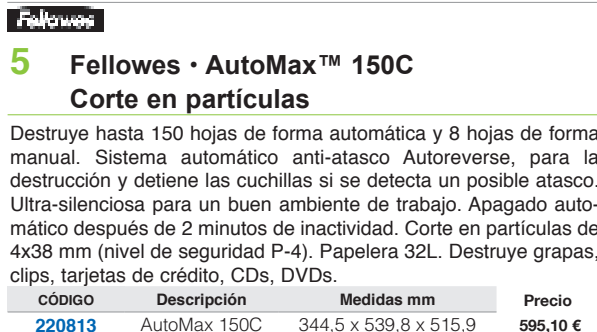 Fellowes
5 Fellowes · AutoMax™ 150C
Corte en partículas
Destruye hasta 150 hojas de forma automática y 8 hojas de forma
manual. Sistema automático anti-atasco Autoreverse, para la
destrucción y detiene las cuchillas si se detecta un posible atasco.
Ultra-silenciosa para un buen ambiente de trabajo. Apagado auto-
mático después de 2 minutos de inactividad. Corte en partículas de
4x38 mm (nivel de seguridad P-4). Papelera 32L. Destruye grapas,
clips, tarjetas de crédito, CDs, DVDs.
CÓDIGO Descripción Medidas mm Precio
220813 AutoMax 150C 344,5 x 539,8 x 515,9 595,10 €